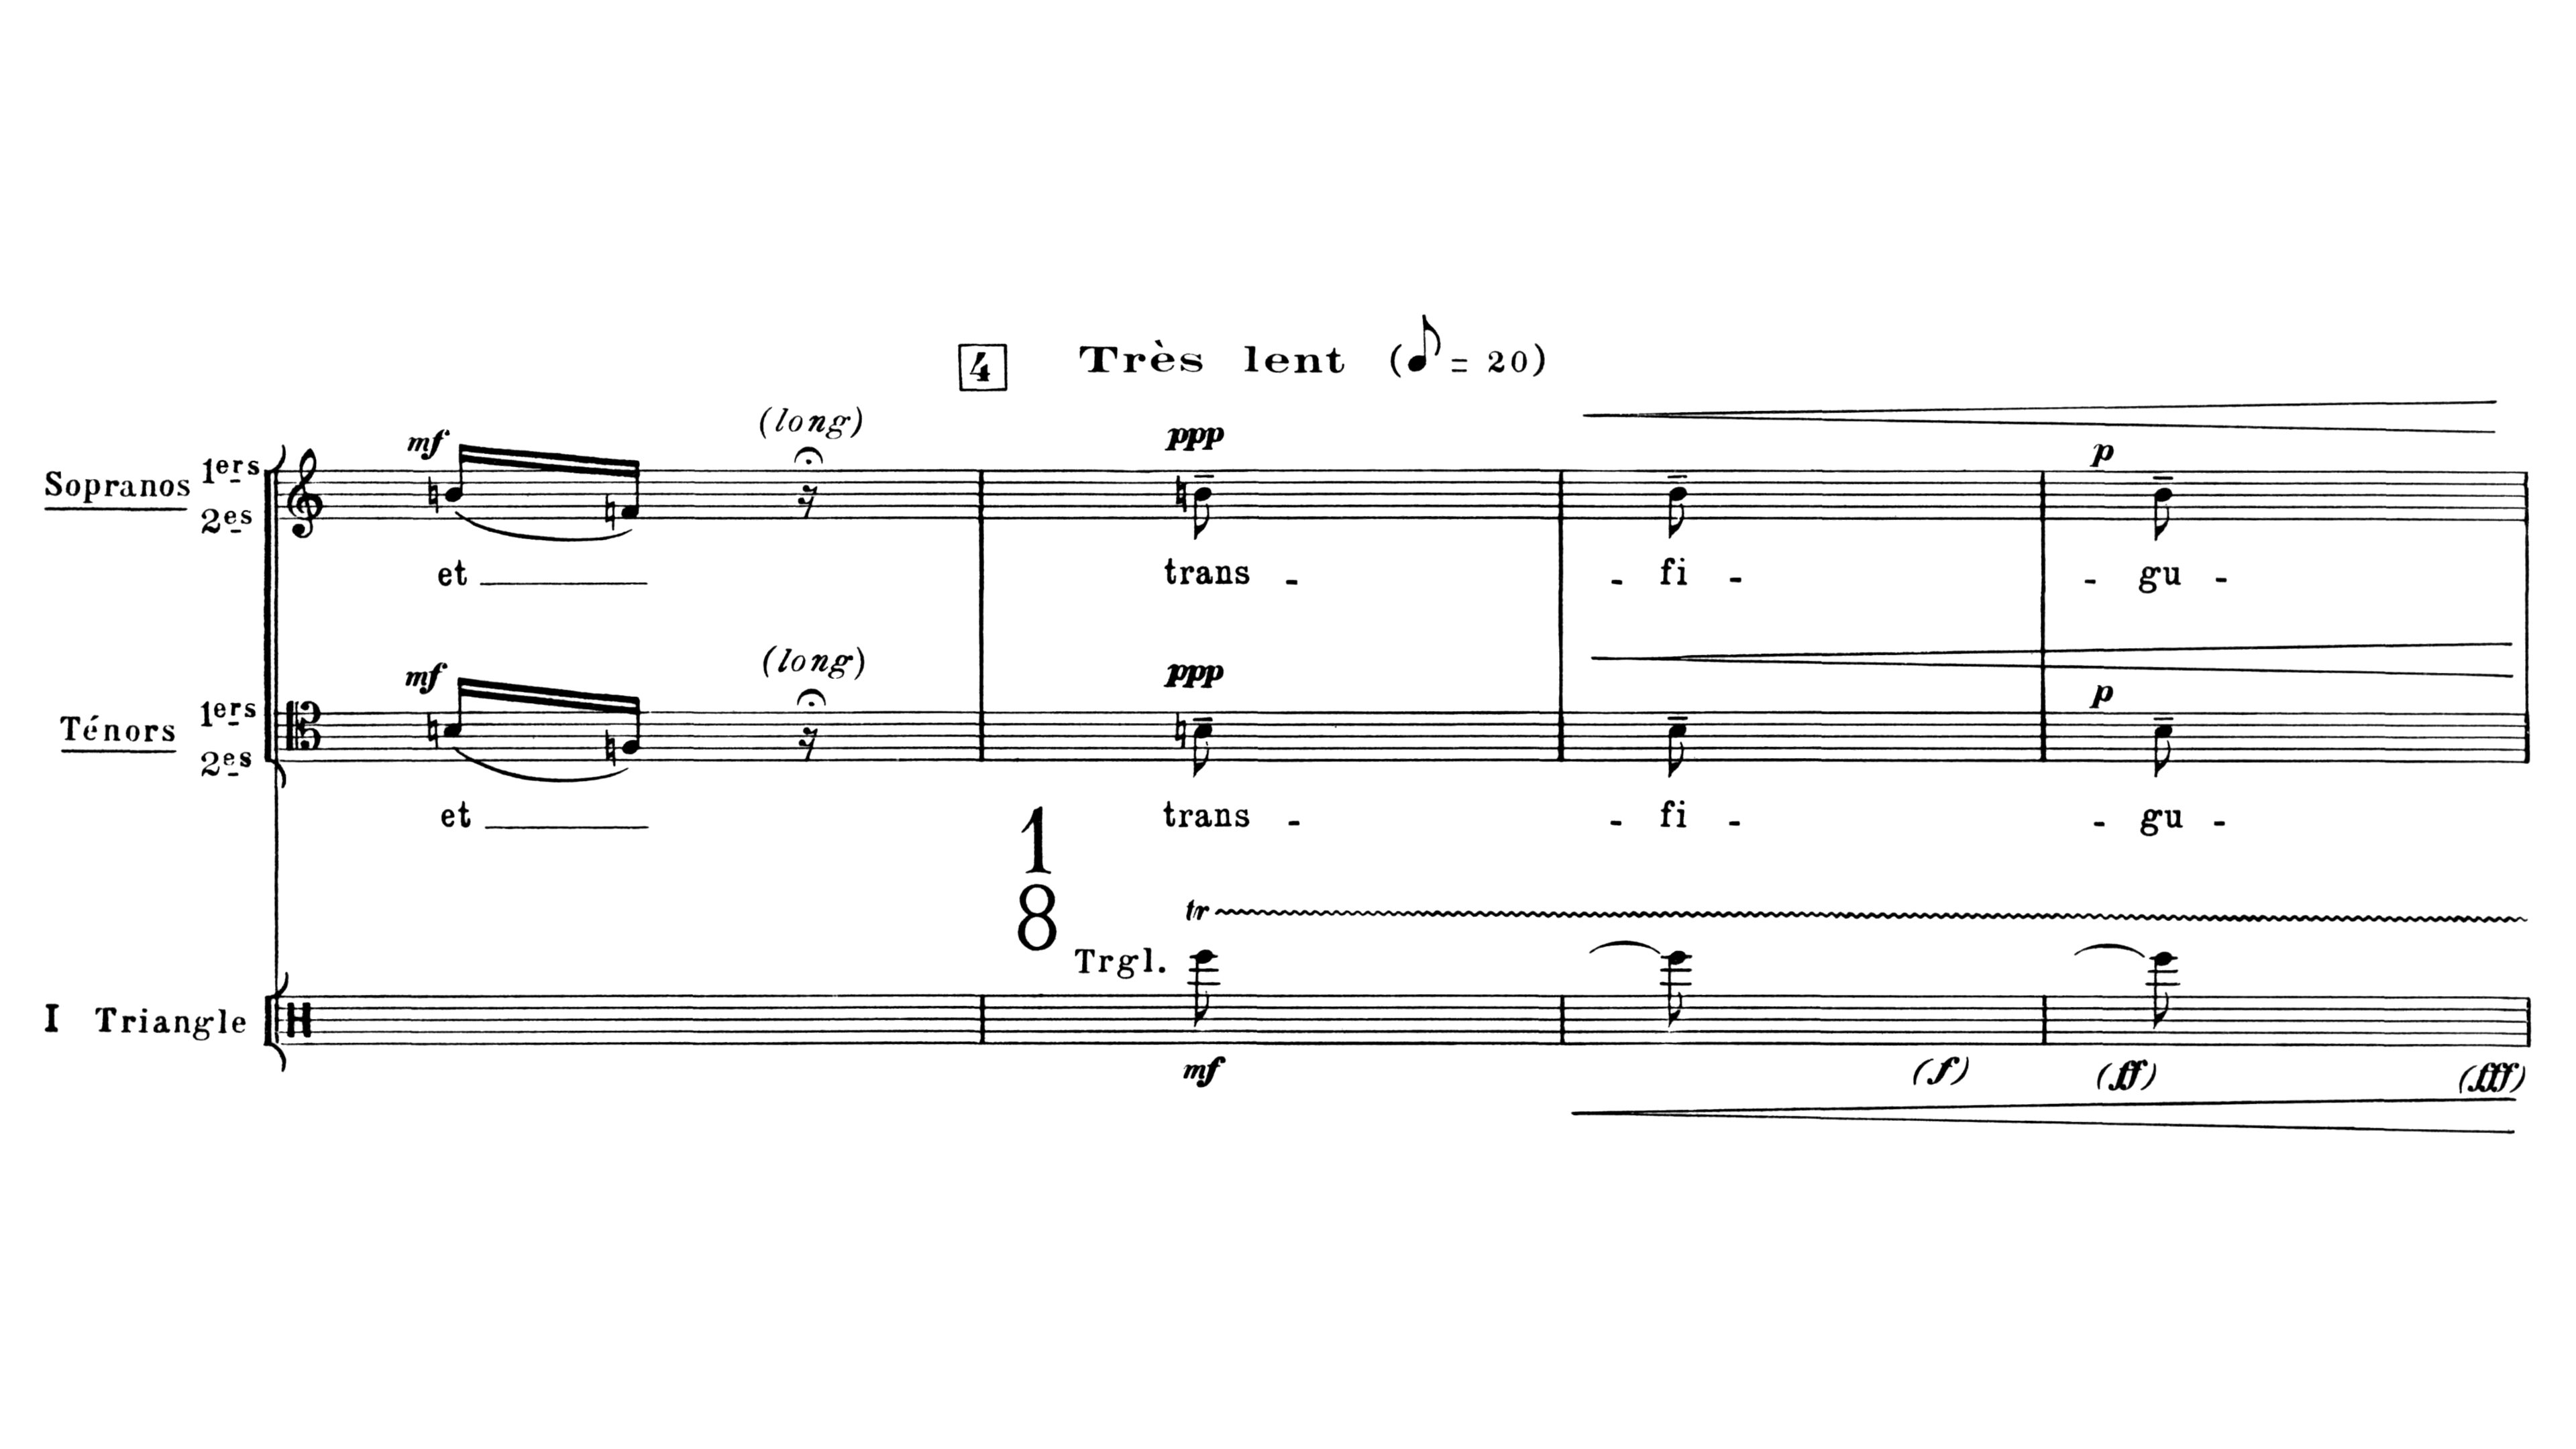 4 Très lent (♪ = 20)
(long)
mf ppp
p
Sopranos 1ers
2es
et trans - - fi - - gu -
(long)
mf ppp
p
Ténors 1ers
2es
et trans - - fi - - gu -
1
8
tr
Trgl.
I Triangle
mf (f) (ff) (fff)